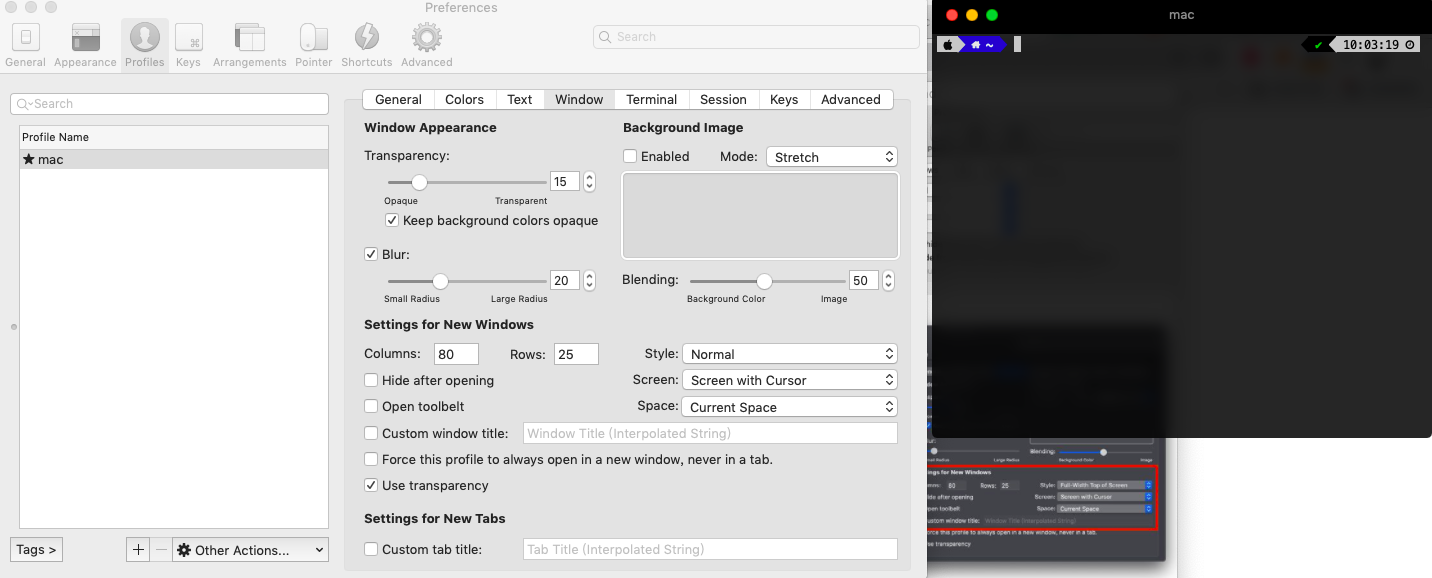 Preferences
General Appearance Profiles Keys Arrangements Pointer Shortcuts Advanced
Search
Search
Profile Name
mac
Tags >
Other Actions...
General Colors Text Window Terminal Session Keys Advanced
Window Appearance
Transparency:
15
Opaque Transparent
Keep background colors opaque
Blur:
20
Small Radius Large Radius
Background Image
Enabled Mode: Stretch
Blending: 50
Background Color Image
Settings for New Windows
Columns: 80 Rows: 25 Style: Normal
Hide after opening Screen: Screen with Cursor
Open toolbelt Space: Current Space
Custom window title: Window Title (Interpolated String)
Force this profile to always open in a new window, never in a tab.
Use transparency
Settings for New Tabs
Custom tab title: Tab Title (Interpolated String)
mac
~ ✔ 10:03:19
Blending:
Large Radius Background Color Image
ngs for New Windows
80 Rows: 25 Style: Full-Width Top of Screen
Hide after opening Screen: Screen with Cursor
open toolbelt Space: Current Space
ustom window title: Window Title (Interpolated String)
orce this profile to always open in a new window, never in a tab.
se transparency